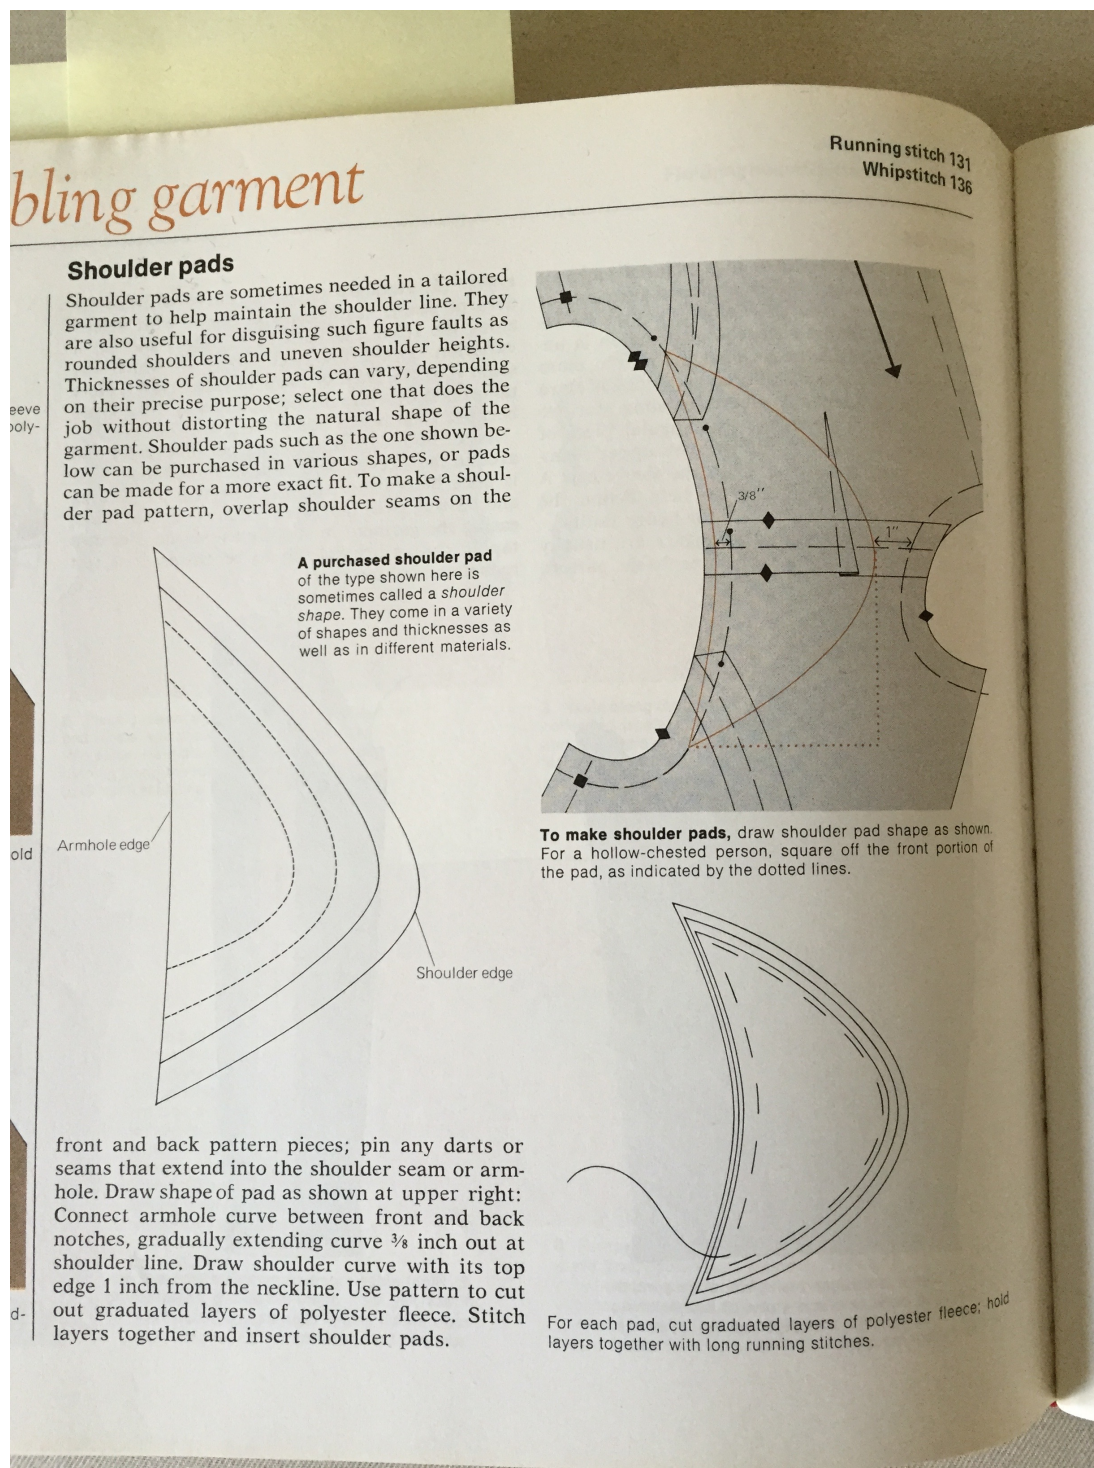 bling garment
Running stitch 131
Whipstitch 136
Shoulder pads
Shoulder pads are sometimes needed in a tailored
garment to help maintain the shoulder line. They
are also useful for disguising such figure faults as
rounded shoulders and uneven shoulder heights.
Thicknesses of shoulder pads can vary, depending
on their precise purpose; select one that does the
job without distorting the natural shape of the
garment. Shoulder pads such as the one shown be-
low can be purchased in various shapes, or pads
can be made for a more exact fit. To make a shoul-
der pad pattern, overlap shoulder seams on the
eeve
poly-
old
d-
A purchased shoulder pad
of the type shown here is
sometimes called a shoulder
shape. They come in a variety
of shapes and thicknesses as
well as in different materials.
Armhole edge
Shoulder edge
front and back pattern pieces; pin any darts or
seams that extend into the shoulder seam or arm-
hole. Draw shape of pad as shown at upper right:
Connect armhole curve between front and back
notches, gradually extending curve ⅜ inch out at
shoulder line. Draw shoulder curve with its top
edge 1 inch from the neckline. Use pattern to cut
out graduated layers of polyester fleece. Stitch
layers together and insert shoulder pads.
3/8"
1"
To make shoulder pads, draw shoulder pad shape as shown.
For a hollow-chested person, square off the front portion of
the pad, as indicated by the dotted lines.
For each pad, cut graduated layers of polyester fleece; hold
layers together with long running stitches.